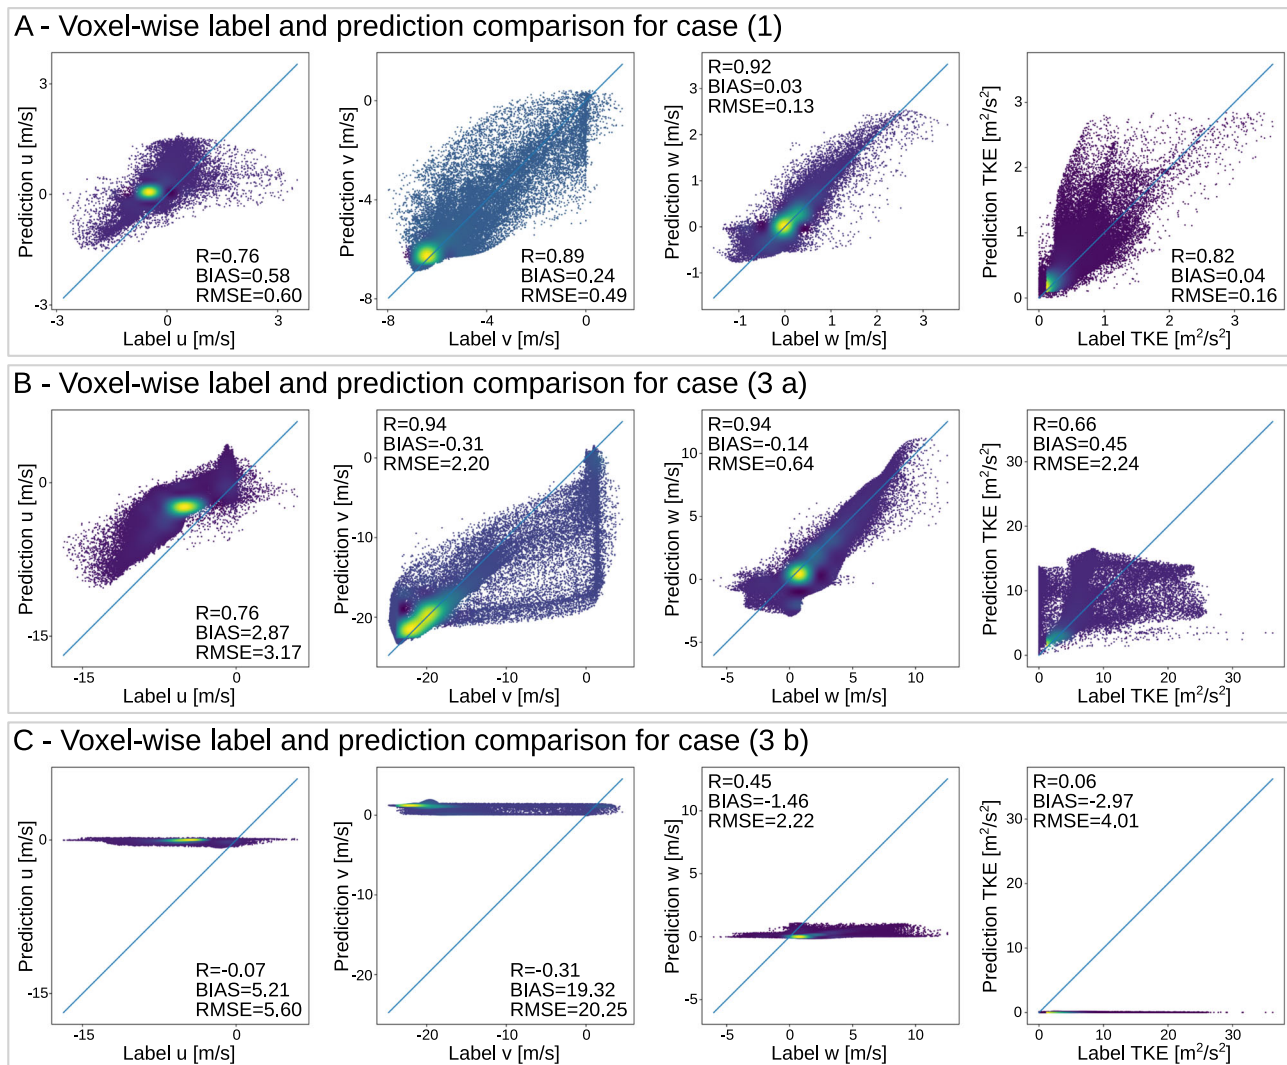 A - Voxel-wise label and prediction comparison for case (1)
Prediction u [m/s]
3
0
-3
R=0.76
BIAS=0.58
RMSE=0.60
-3
0
3
Label u [m/s]
Prediction v [m/s]
0
-4
-8
R=0.89
BIAS=0.24
RMSE=0.49
-8
-4
0
Label v [m/s]
Prediction w [m/s]
R=0.92
BIAS=0.03
RMSE=0.13
3
2
1
0
-1
-1
0
1
2
3
Label w [m/s]
Prediction TKE [m²/s²]
3
2
1
0
R=0.82
BIAS=0.04
RMSE=0.16
0
1
2
3
Label TKE [m²/s²]
B - Voxel-wise label and prediction comparison for case (3 a)
Prediction u [m/s]
0
-15
R=0.76
BIAS=2.87
RMSE=3.17
-15
0
Label u [m/s]
Prediction v [m/s]
R=0.94
BIAS=-0.31
RMSE=2.20
0
-10
-20
-20
-10
0
Label v [m/s]
Prediction w [m/s]
R=0.94
BIAS=-0.14
RMSE=0.64
10
5
0
-5
-5
0
5
10
Label w [m/s]
Prediction TKE [m²/s²]
R=0.66
BIAS=0.45
RMSE=2.24
30
20
10
0
0
10
20
30
Label TKE [m²/s²]
C - Voxel-wise label and prediction comparison for case (3 b)
Prediction u [m/s]
0
-15
R=-0.07
BIAS=5.21
RMSE=5.60
-15
0
Label u [m/s]
Prediction v [m/s]
0
-10
-20
R=-0.31
BIAS=19.32
RMSE=20.25
-20
-10
0
Label v [m/s]
Prediction w [m/s]
R=0.45
BIAS=-1.46
RMSE=2.22
10
5
0
-5
-5
0
5
10
Label w [m/s]
Prediction TKE [m²/s²]
R=0.06
BIAS=-2.97
RMSE=4.01
30
20
10
0
0
10
20
30
Label TKE [m²/s²]